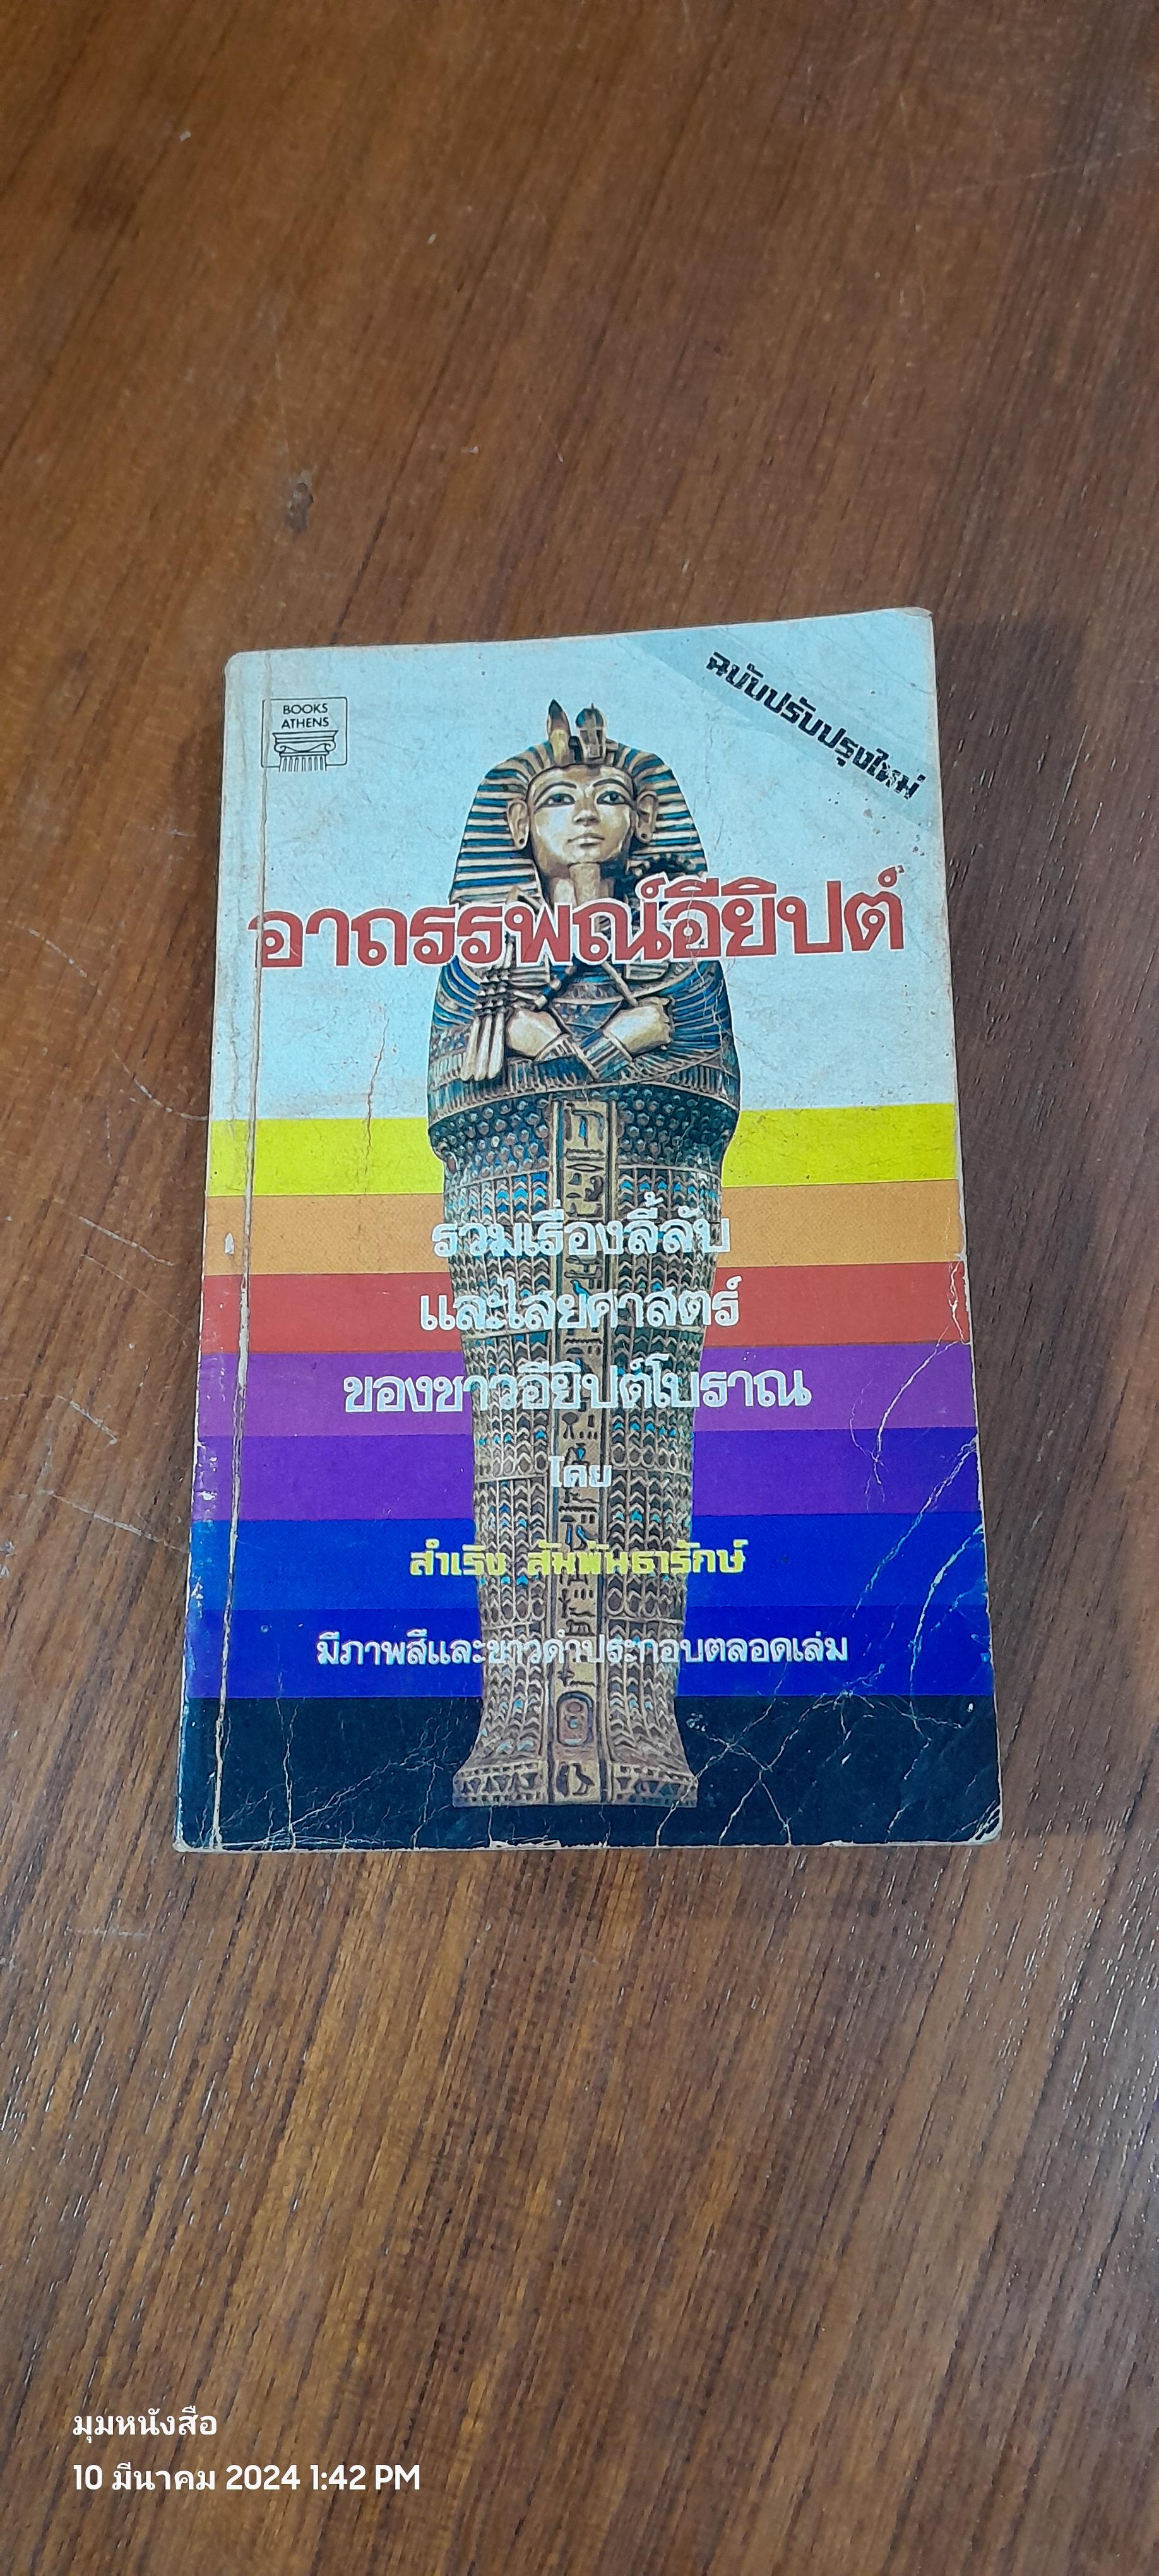 BOOKS
ATHENS
ฉบับปรับปรุงใหม่
อาถรรพณ์อียิปต์
รวมเรื่องลี้ลับ
และไสยศาสตร์
ของชาวอียิปต์โบราณ
โดย
สำเริง สัมพันธารักษ์
มีภาพสีและขาวดำประกอบตลอดเล่ม
มุมหนังสือ
10 มีนาคม 2024 1:42 PM